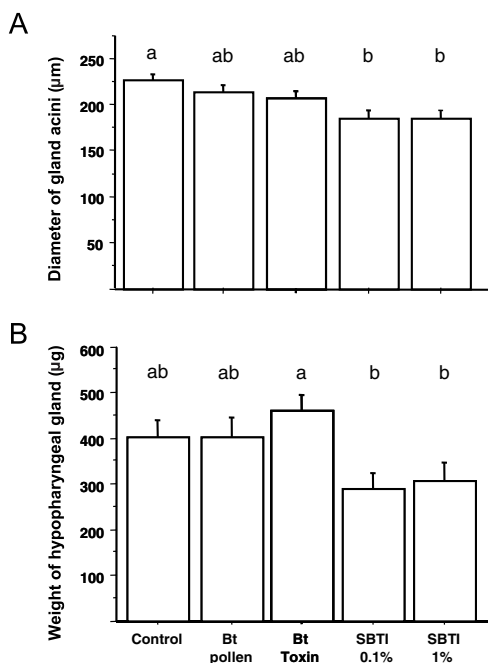 A
Diameter of gland acini (µm)
250
200
150
100
50
a ab ab b b
B
Weight of hypopharyngeal gland (µg)
600
500
400
300
200
100
ab ab a b b
Control Bt Bt SBTI SBTI
pollen Toxin 0.1% 1%